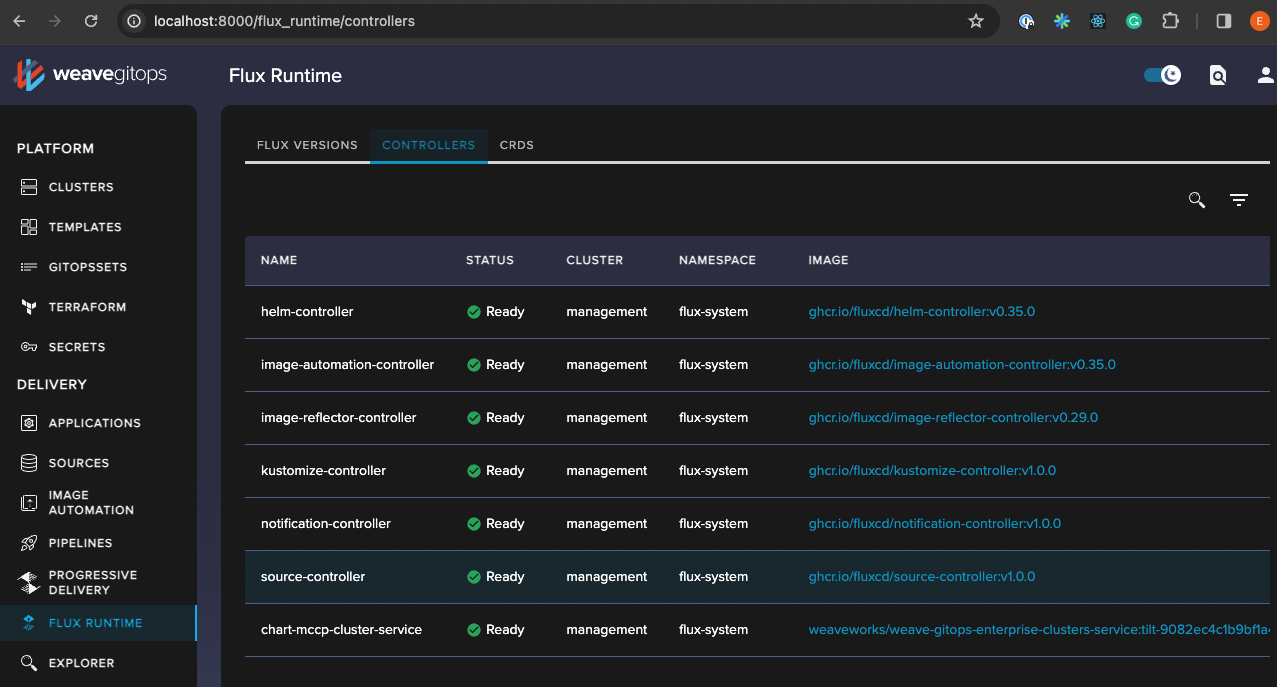 localhost:8000/flux_runtime/controllers
E
weavegitops
Flux Runtime
PLATFORM
CLUSTERS
TEMPLATES
GITOPSSETS
TERRAFORM
SECRETS
DELIVERY
APPLICATIONS
SOURCES
IMAGE
AUTOMATION
PIPELINES
PROGRESSIVE
DELIVERY
FLUX RUNTIME
EXPLORER
FLUX VERSIONS CONTROLLERS CRDS
NAME STATUS CLUSTER NAMESPACE IMAGE
helm-controller Ready management flux-system ghcr.io/fluxcd/helm-controller:v0.35.0
image-automation-controller Ready management flux-system ghcr.io/fluxcd/image-automation-controller:v0.35.0
image-reflector-controller Ready management flux-system ghcr.io/fluxcd/image-reflector-controller:v0.29.0
kustomize-controller Ready management flux-system ghcr.io/fluxcd/kustomize-controller:v1.0.0
notification-controller Ready management flux-system ghcr.io/fluxcd/notification-controller:v1.0.0
source-controller Ready management flux-system ghcr.io/fluxcd/source-controller:v1.0.0
chart-mccp-cluster-service Ready management flux-system weaveworks/weave-gitops-enterprise-clusters-service:tilt-9082ec4c1b9bf1a